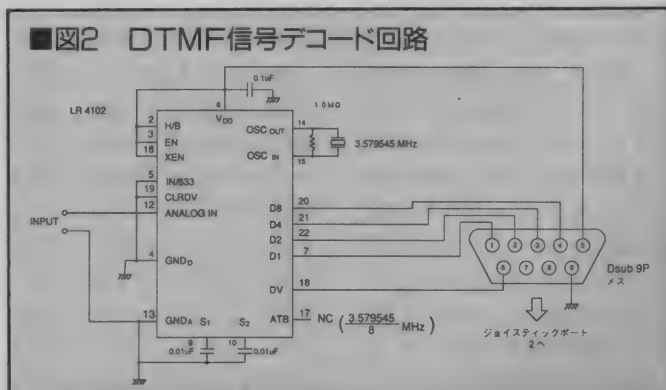 ■図2 DTMF信号デコード回路
0.1uF
LR 4102
6
VDD
1.0MΩ
2 H/B
3 EN
16 XEN
OSC OUT 14
OSC IN 15
3.579545 MHz
5 IN/633
19 CLRDV
12 ANALOG IN
INPUT
D8 20
D4 21
D2 22
D1 7
1 2 3 4 5
6 7 8 9
Dsub 9P
メス
4 GNDD
DV 18
13 GNDA
S1 S2
ATB 17 NC (3.579545/8 MHz)
9 10
0.01uF 0.01uF
ジョイスティックポート
2へ